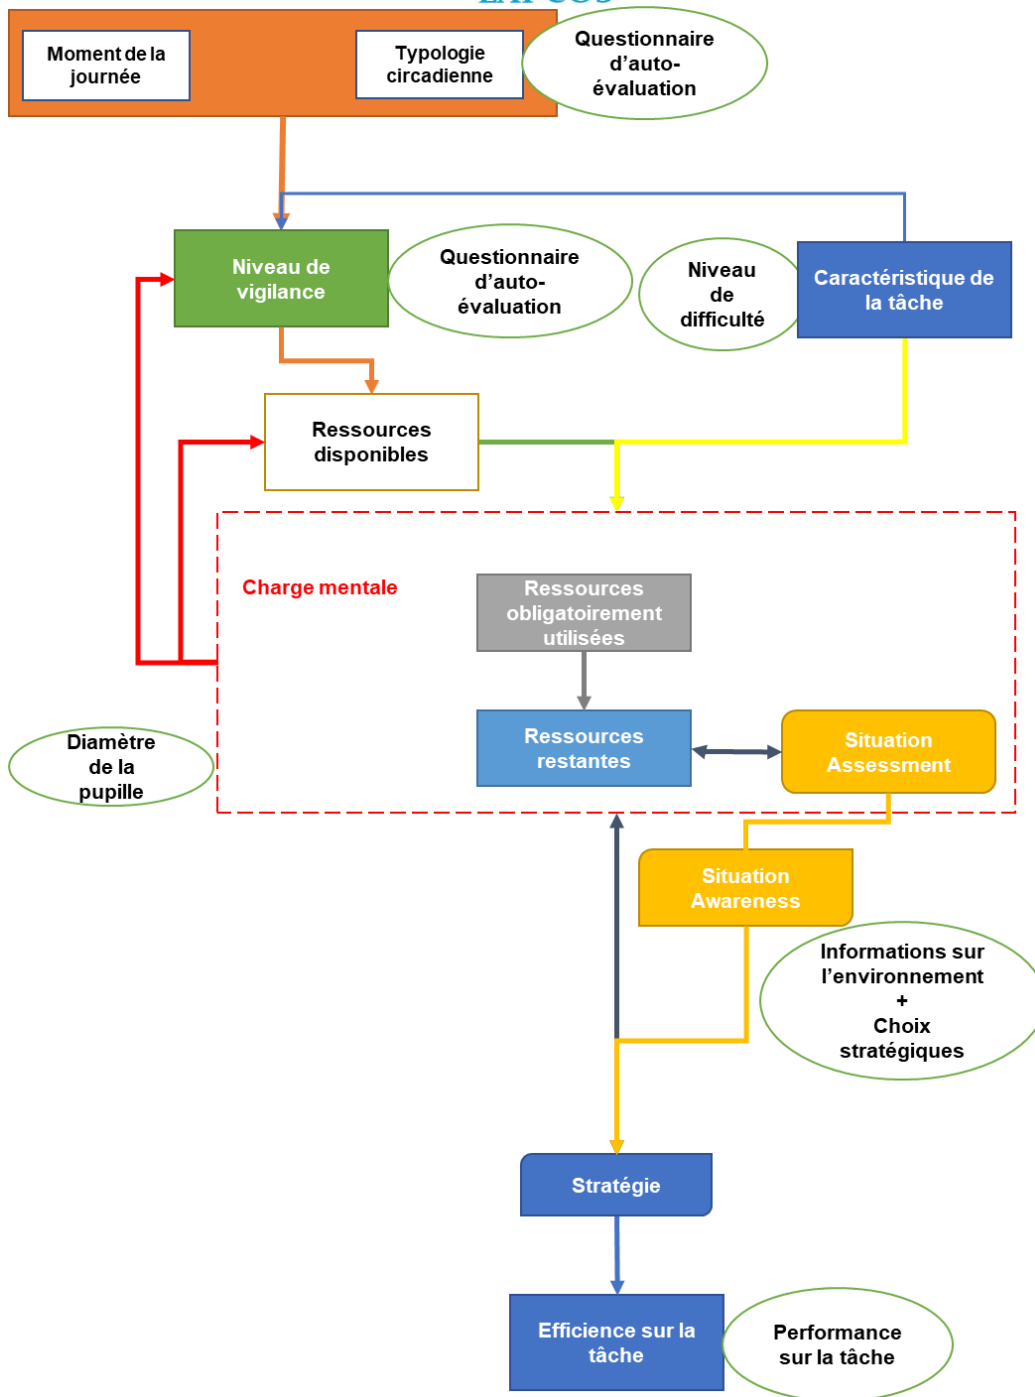 LAPCOS
Moment de la
journée
Typologie
circadienne
Questionnaire
d’auto-
évaluation
Niveau de
vigilance
Questionnaire
d’auto-
évaluation
Niveau
de
difficulté
Caractéristique de
la tâche
Ressources
disponibles
Charge mentale
Ressources
obligatoirement
utilisées
Ressources
restantes
Situation
Assessment
Diamètre
de la
pupille
Situation
Awareness
Informations sur
l’environnement
+
Choix
stratégiques
Stratégie
Efficience sur la
tâche
Performance
sur la tâche